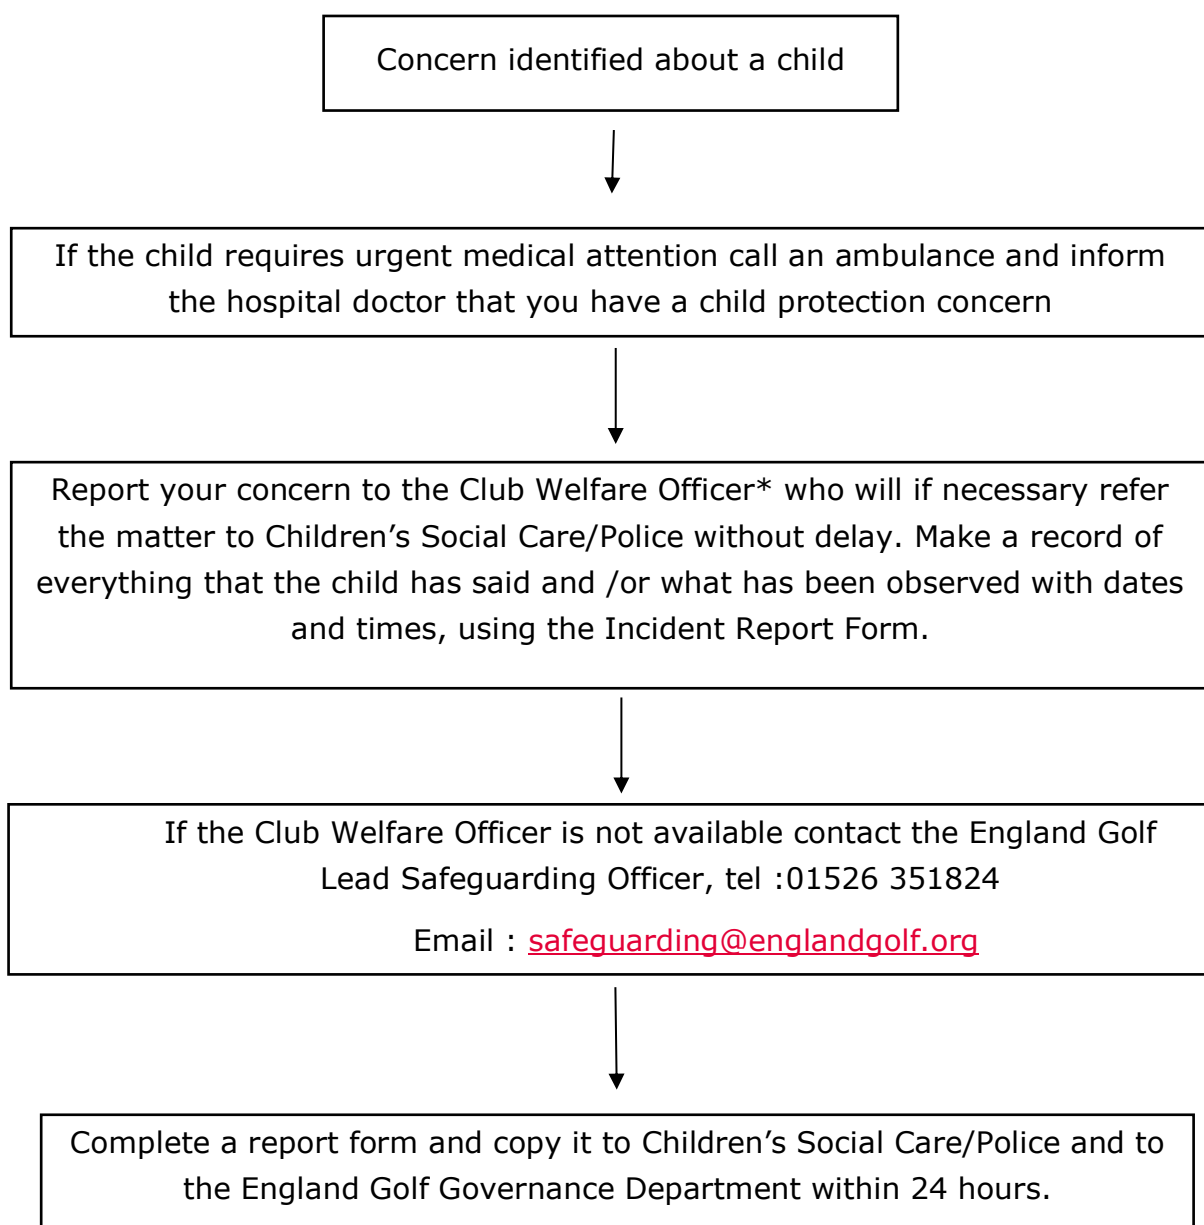 Concern identified about a child
If the child requires urgent medical attention call an ambulance and inform
the hospital doctor that you have a child protection concern
Report your concern to the Club Welfare Officer* who will if necessary refer
the matter to Children’s Social Care/Police without delay. Make a record of
everything that the child has said and /or what has been observed with dates
and times, using the Incident Report Form.
If the Club Welfare Officer is not available contact the England Golf
Lead Safeguarding Officer, tel :01526 351824
Email : safeguarding@englandgolf.org
Complete a report form and copy it to Children’s Social Care/Police and to
the England Golf Governance Department within 24 hours.